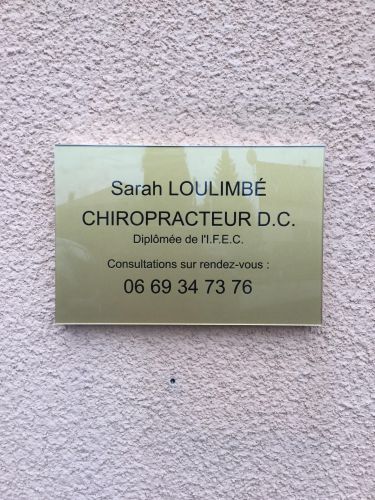 Sarah LOULIMBÉ
CHIROPRACTEUR D.C.
Diplômée de l'I.F.E.C.
Consultations sur rendez-vous :
06 69 34 73 76